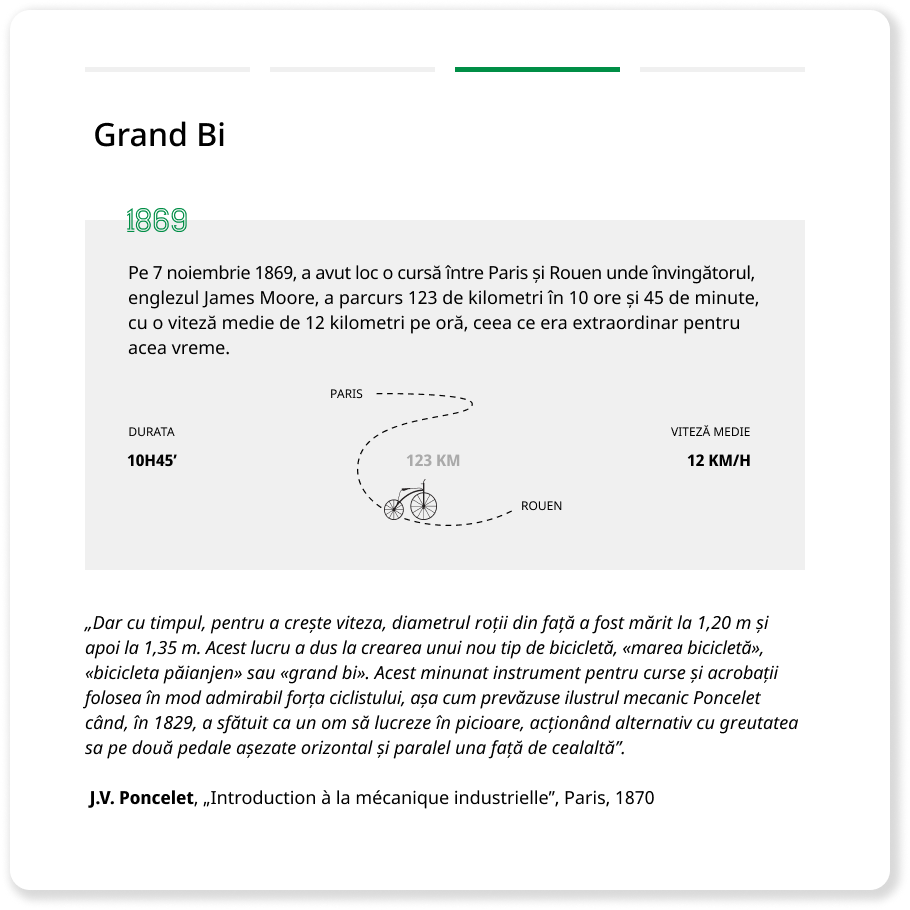 Grand Bi
1869
Pe 7 noiembrie 1869, a avut loc o cursă între Paris și Rouen unde învingătorul,
englezul James Moore, a parcurs 123 de kilometri în 10 ore și 45 de minute,
cu o viteză medie de 12 kilometri pe oră, ceea ce era extraordinar pentru
acea vreme.
PARIS
DURATA
VITEZĂ MEDIE
10H45’
123 KM
12 KM/H
ROUEN
„Dar cu timpul, pentru a crește viteza, diametrul roții din față a fost mărit la 1,20 m și
apoi la 1,35 m. Acest lucru a dus la crearea unui nou tip de bicicletă, «marea bicicletă»,
«bicicleta păianjen» sau «grand bi». Acest minunat instrument pentru curse și acrobații
folosea în mod admirabil forța ciclistului, așa cum prevăzuse ilustrul mecanic Poncelet
când, în 1829, a sfătuit ca un om să lucreze în picioare, acționând alternativ cu greutatea
sa pe două pedale așezate orizontal și paralel una față de cealaltă”.
J.V. Poncelet, „Introduction à la mécanique industrielle”, Paris, 1870